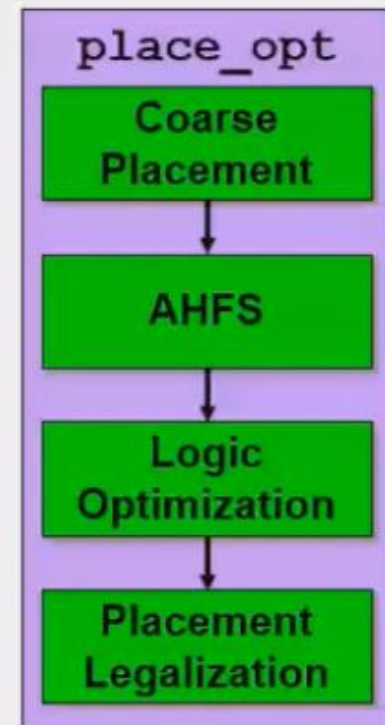 place_opt
Coarse
Placement
AHFS
Logic
Optimization
Placement
Legalization